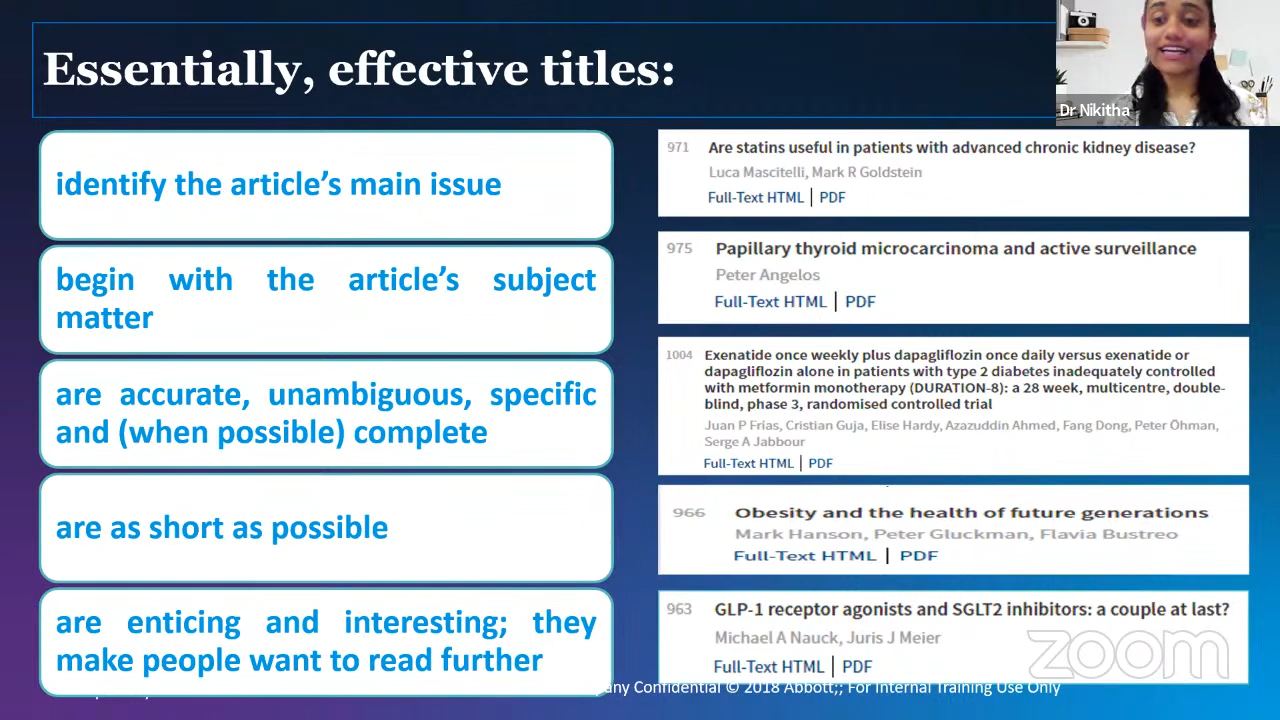 Essentially, effective titles:
Dr Nikitha
identify the article's main issue
begin with the article's subject
matter
are accurate, unambiguous, specific
and (when possible) complete
are as short as possible
are enticing and interesting; they
make people want to read further
971 Are statins useful in patients with advanced chronic kidney disease?
Luca Mascitelli, Mark R Goldstein
Full-Text HTML | PDF
975 Papillary thyroid microcarcinoma and active surveillance
Peter Angelos
Full-Text HTML | PDF
1004 Exenatide once weekly plus dapagliflozin once daily versus exenatide or
dapagliflozin alone in patients with type 2 diabetes inadequately controlled
with metformin monotherapy (DURATION-8): a 28 week, multicentre, double-
blind, phase 3, randomised controlled trial
Juan P Frías, Cristian Guja, Elise Hardy, Azazuddin Ahmed, Fang Dong, Peter Öhman,
Serge A Jabbour
Full-Text HTML | PDF
966 Obesity and the health of future generations
Mark Hanson, Peter Gluckman, Flavia Bustreo
Full-Text HTML | PDF
963 GLP-1 receptor agonists and SGLT2 inhibitors: a couple at last?
Michael A Nauck, Juris J Meier
Full-Text HTML | PDF
zoom
Confidential © 2018 Abbott;; For Internal Training Use Only